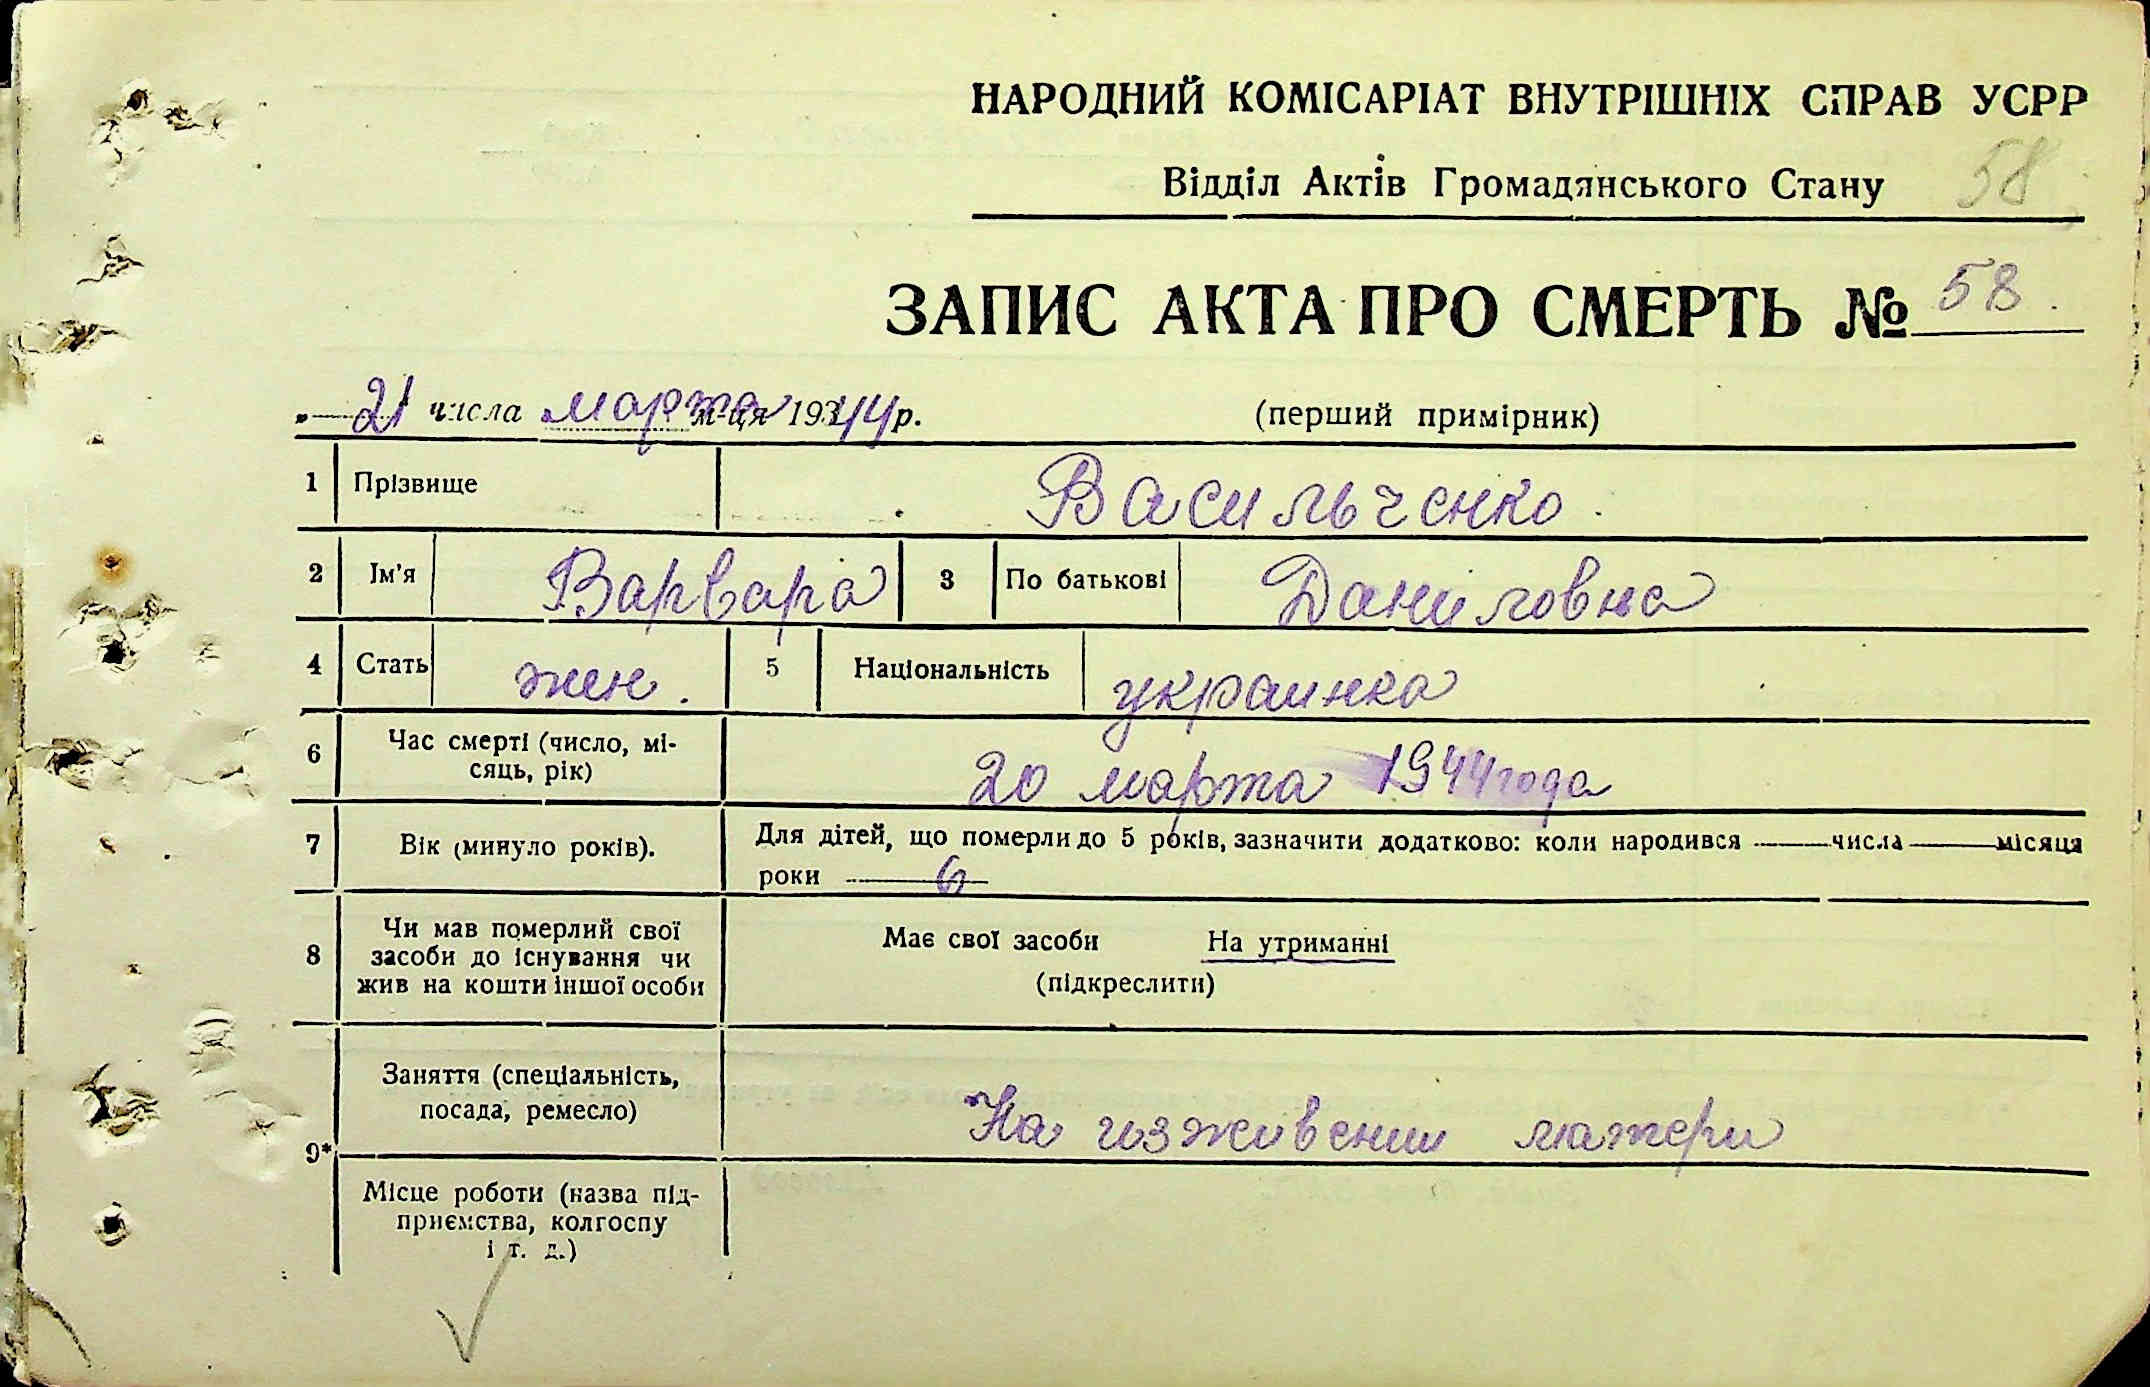 НАРОДНИЙ КОМІСАРІАТ ВНУТРІШНІХ СПРАВ УСРР
Відділ Актів Громадянського Стану 58
ЗАПИС АКТА ПРО СМЕРТЬ № 58.
„ 21 числа марта м-ця 1944 р. (перший примірник)
1 Прізвище Васильченко
2 Ім'я Варвара 3 По батькові Даниловна
4 Стать жен. 5 Національність украинка
6 Час смерті (число, мі-
сяць, рік) 20 марта 1944 года
7 Вік (минуло років). Для дітей, що померли до 5 років, зазначити додатково: коли народився числа місяця
роки 6
8 Чи мав померлий свої
засоби до існування чи
жив на кошти іншої особи
Має свої засоби На утриманні
(підкреслити)
9* Заняття (спеціальність,
посада, ремесло) На изживении матери
Місце роботи (назва під-
приємства, колгоспу
і т. д.)